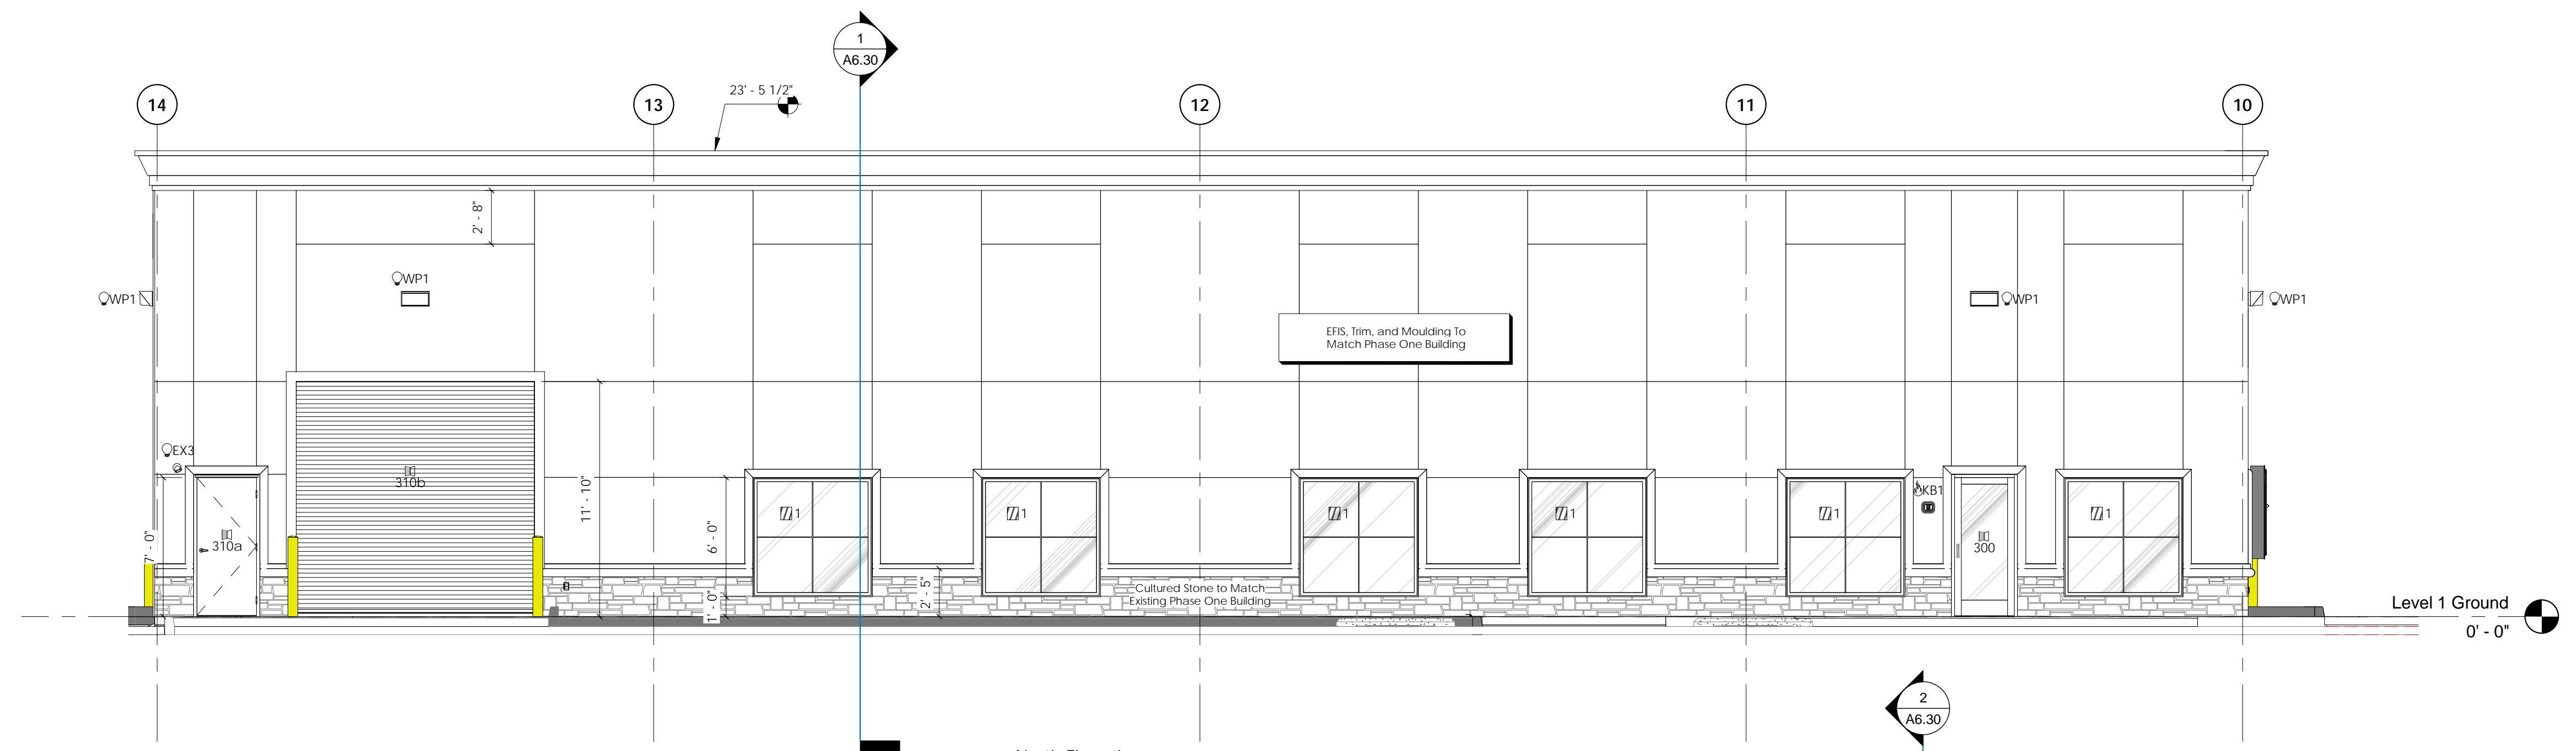 1
A6.30
14
13
23' - 5 1/2"
12
11
10
2' - 8"
WP1
WP1
WP1
WP1
EFIS, Trim, and Moulding To
Match Phase One Building
EX3
310b
11' - 10"
7' - 0"
310a
6' - 0"
1' - 0"
2' - 5"
1
1
1
1
1
1
KB1
300
Cultured Stone to Match
Existing Phase One Building
Level 1 Ground
0' - 0"
2
A6.30